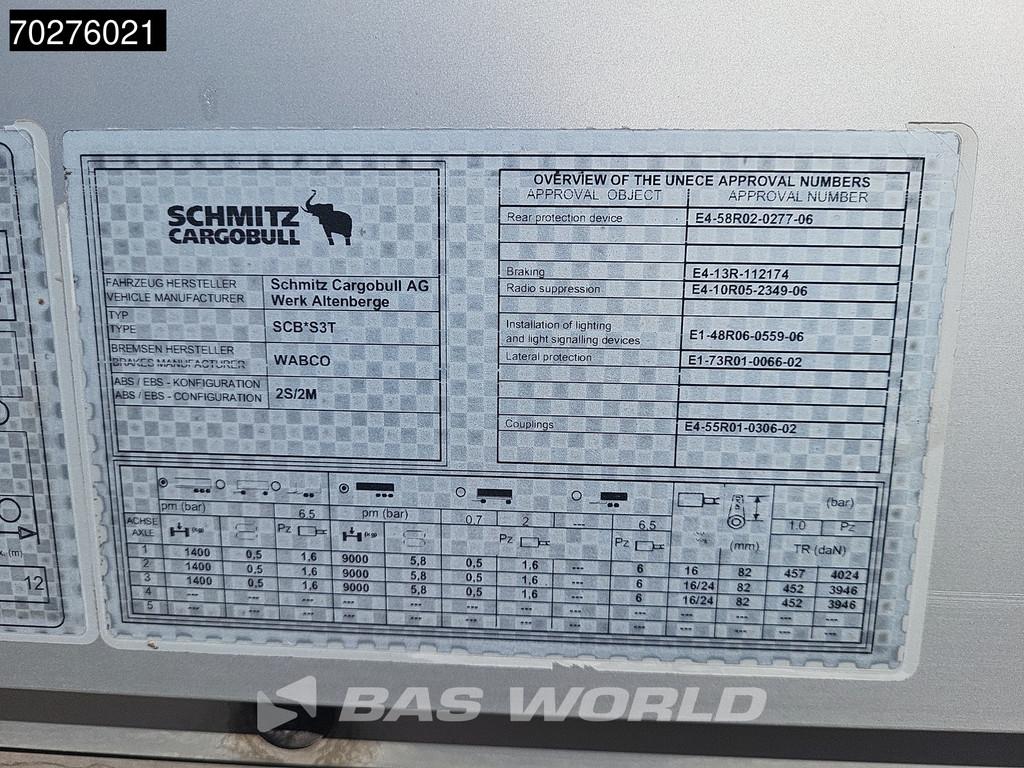 70276021
SCHMITZ
CARGOBULL
FAHRZEUG HERSTELLER
VEHICLE MANUFACTURER
Schmitz Cargobull AG
Werk Altenberge
TYP
TYPE
SCB*S3T
BREMSEN HERSTELLER
BRAKES MANUFACTURER
WABCO
ABS / EBS - KONFIGURATION
ABS / EBS - CONFIGURATION
2S/2M
OVERVIEW OF THE UNECE APPROVAL NUMBERS
APPROVAL OBJECT APPROVAL NUMBER
Rear protection device E4-58R02-0277-06
Braking E4-13R-112174
Radio suppression E4-10R05-2349-06
Installation of lighting
and light signalling devices E1-48R06-0559-06
Lateral protection E1-73R01-0066-02
Couplings E4-55R01-0306-02
pm (bar) 6.5 pm (bar) 0.7 2 --- 6.5 (mm) (bar) 1.0 Pz
ACHSE
AXLE
Pz Pz Pz TR (daN)
1 1400 0,5 1,6 9000 5,8 0,5 1,6 --- 6 16 82 457 4024
2 1400 0,5 1,6 9000 5,8 0,5 1,6 --- 6 16/24 82 452 3946
3 1400 0,5 1,6 9000 5,8 0,5 1,6 --- 6 16/24 82 452 3946
4 --- --- --- --- --- --- --- --- --- --- --- --- ---
5 --- --- --- --- --- --- --- --- --- --- --- --- ---
(m)
12
BAS WORLD